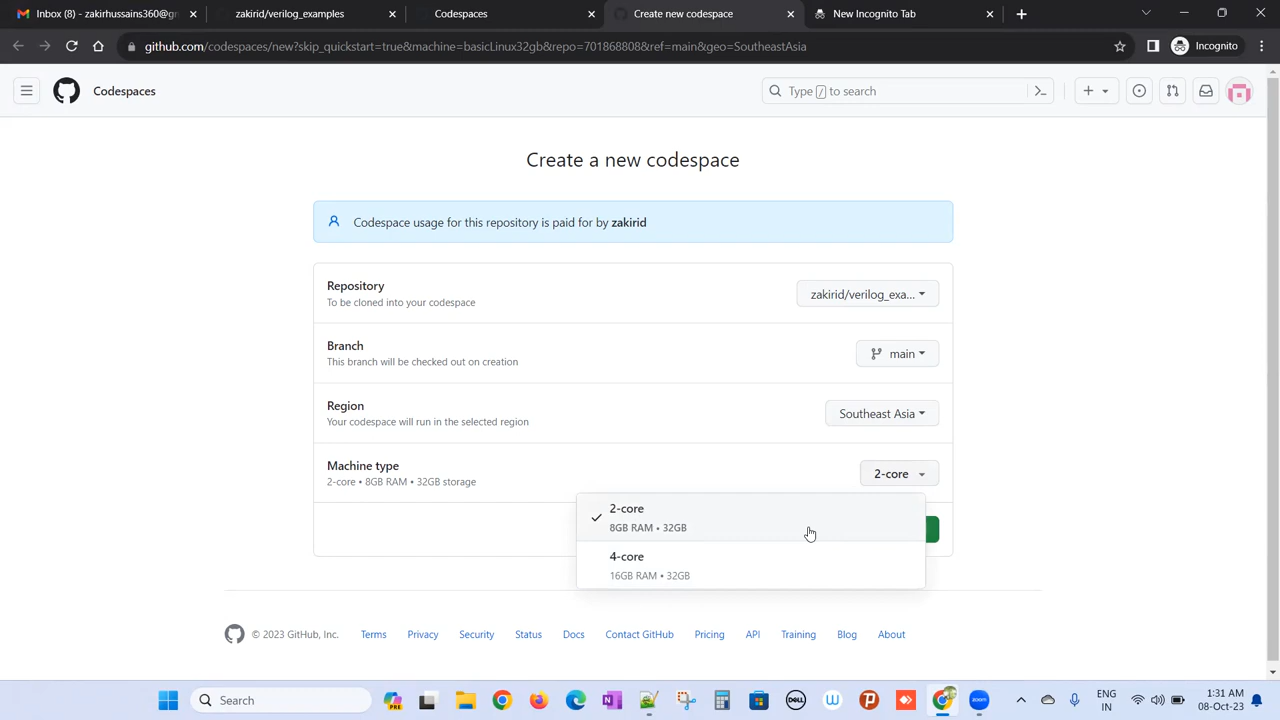 Inbox (8) - zakirhussains360@gm
zakirid/verilog_examples
Codespaces
Create new codespace
New Incognito Tab
github.com/codespaces/new?skip_quickstart=true&machine=basicLinux32gb&repo=701868808&ref=main&geo=SoutheastAsia
Incognito
Codespaces
Type / to search
Create a new codespace
Codespace usage for this repository is paid for by zakirid
Repository
To be cloned into your codespace
zakirid/verilog_exa...
Branch
This branch will be checked out on creation
main
Region
Your codespace will run in the selected region
Southeast Asia
Machine type
2-core • 8GB RAM • 32GB storage
2-core
2-core
8GB RAM • 32GB
4-core
16GB RAM • 32GB
© 2023 GitHub, Inc.
Terms
Privacy
Security
Status
Docs
Contact GitHub
Pricing
API
Training
Blog
About
Search
PRE
DELL
zoom
ENG
IN
1:31 AM
08-Oct-23